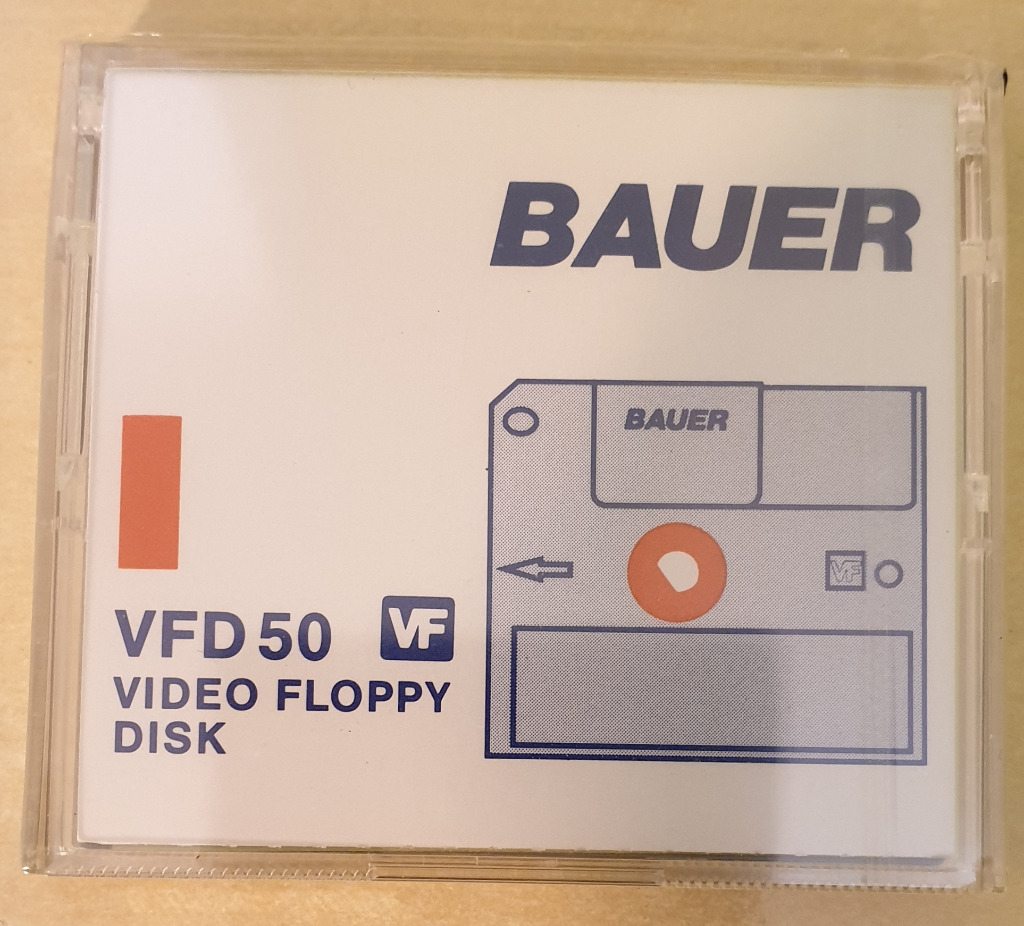 BAUER
BAUER
VF
VFD 50 VF
VIDEO FLOPPY
DISK